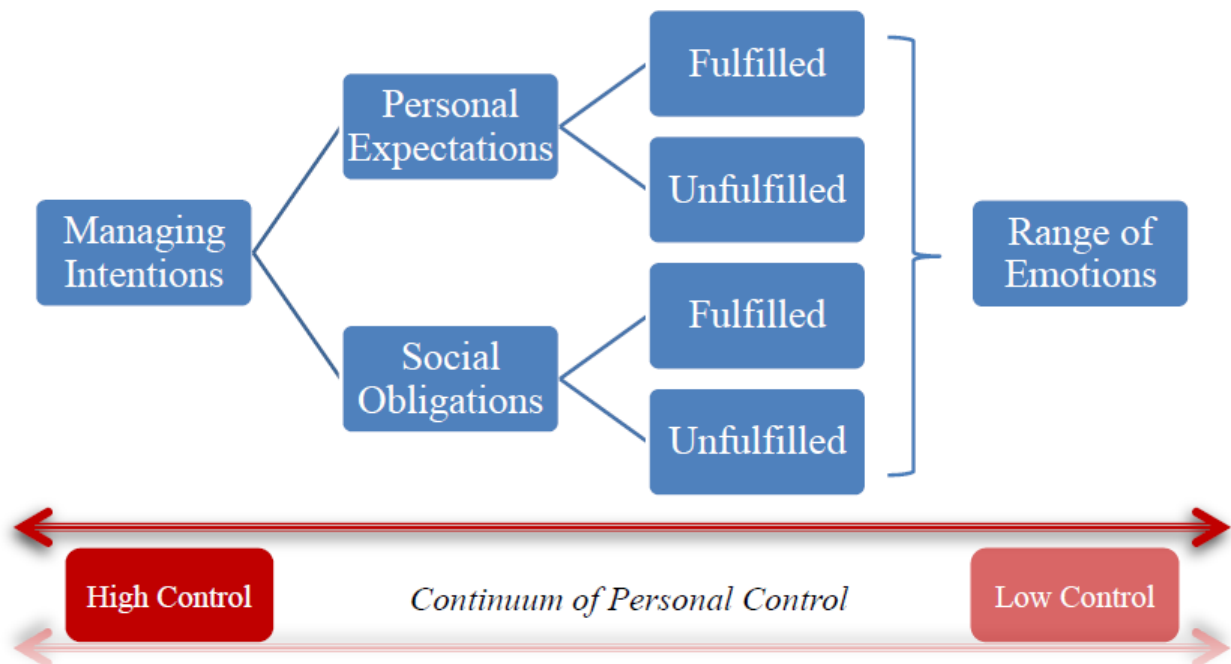 Managing
Intentions
Personal
Expectations
Social
Obligations
Fulfilled
Unfulfilled
Fulfilled
Unfulfilled
Range of
Emotions
High Control
Continuum of Personal Control
Low Control